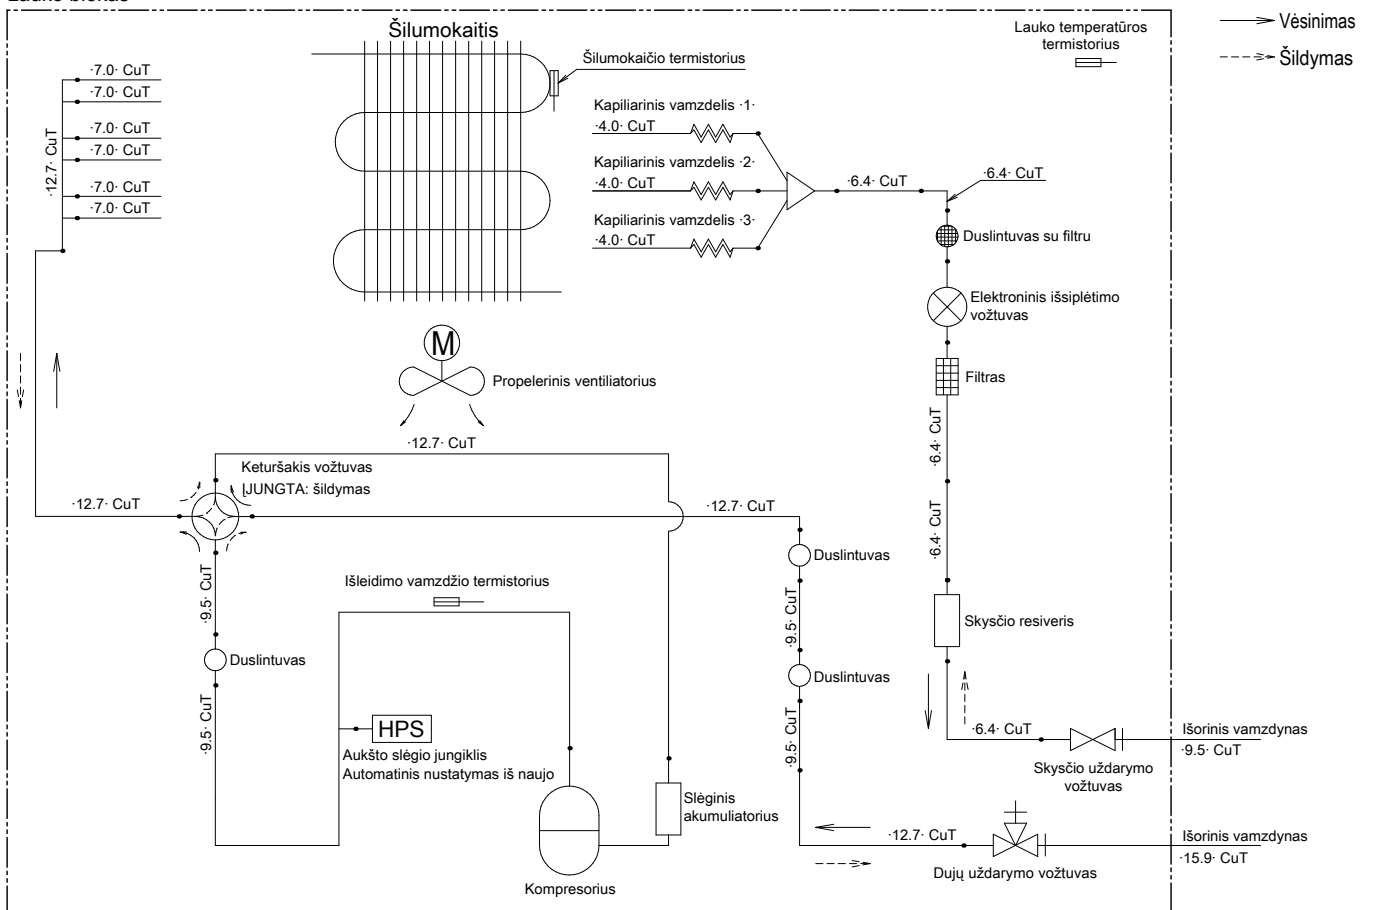 Šilumokaitis
Lauko temperatūros
termistorius
Vėsinimas
Šildymas
Šilumokaičio termistorius
·7.0· CuT
·7.0· CuT
·7.0· CuT
·7.0· CuT
·7.0· CuT
·7.0· CuT
·12.7· CuT
Kapiliarinis vamzdelis ·1·
·4.0· CuT
Kapiliarinis vamzdelis ·2·
·4.0· CuT
Kapiliarinis vamzdelis ·3·
·4.0· CuT
·6.4· CuT
·6.4· CuT
Duslintuvas su filtru
Elektroninis išsiplėtimo
vožtuvas
Filtras
M
Propelerinis ventiliatorius
·12.7· CuT
Keturšakis vožtuvas
ĮJUNGTA: šildymas
·12.7· CuT
·12.7· CuT
·6.4· CuT
·6.4· CuT
Duslintuvas
Išleidimo vamzdžio termistorius
·9.5· CuT
·9.5· CuT
Skysčio resiveris
Duslintuvas
Duslintuvas
·9.5· CuT
·9.5· CuT
HPS
Aukšto slėgio jungiklis
Automatinis nustatymas iš naujo
·6.4· CuT
Išorinis vamzdynas
·9.5· CuT
Skysčio uždarymo
vožtuvas
Slėginis
akumuliatorius
·12.7· CuT
Išorinis vamzdynas
·15.9· CuT
Dujų uždarymo vožtuvas
Kompresorius